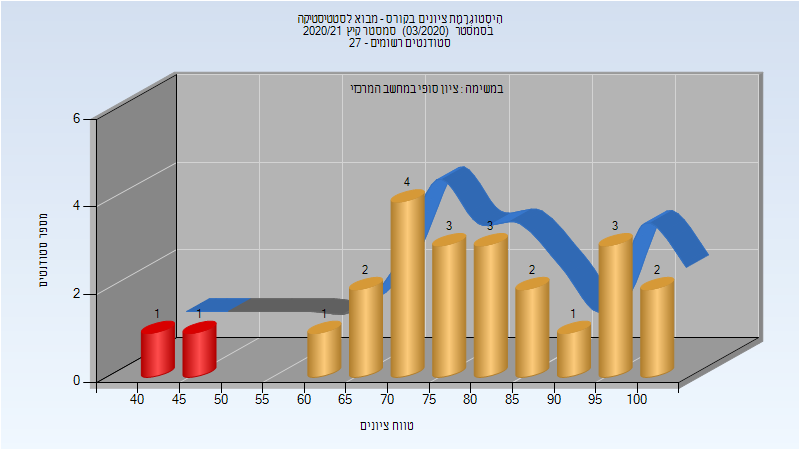 היסטוגרמת ציונים בקורס - מבוא לסטטיסטיקה
בסמסטר (03/2020) סמסטר קיץ 2020/21
סטודנטים רשומים - 27
במשימה : ציון סופי במחשב המרכזי
מספר סטודנטים
6
4
2
0
1
1
1
2
4
3
3
2
1
3
2
40 45 50 55 60 65 70 75 80 85 90 95 100
טווח ציונים